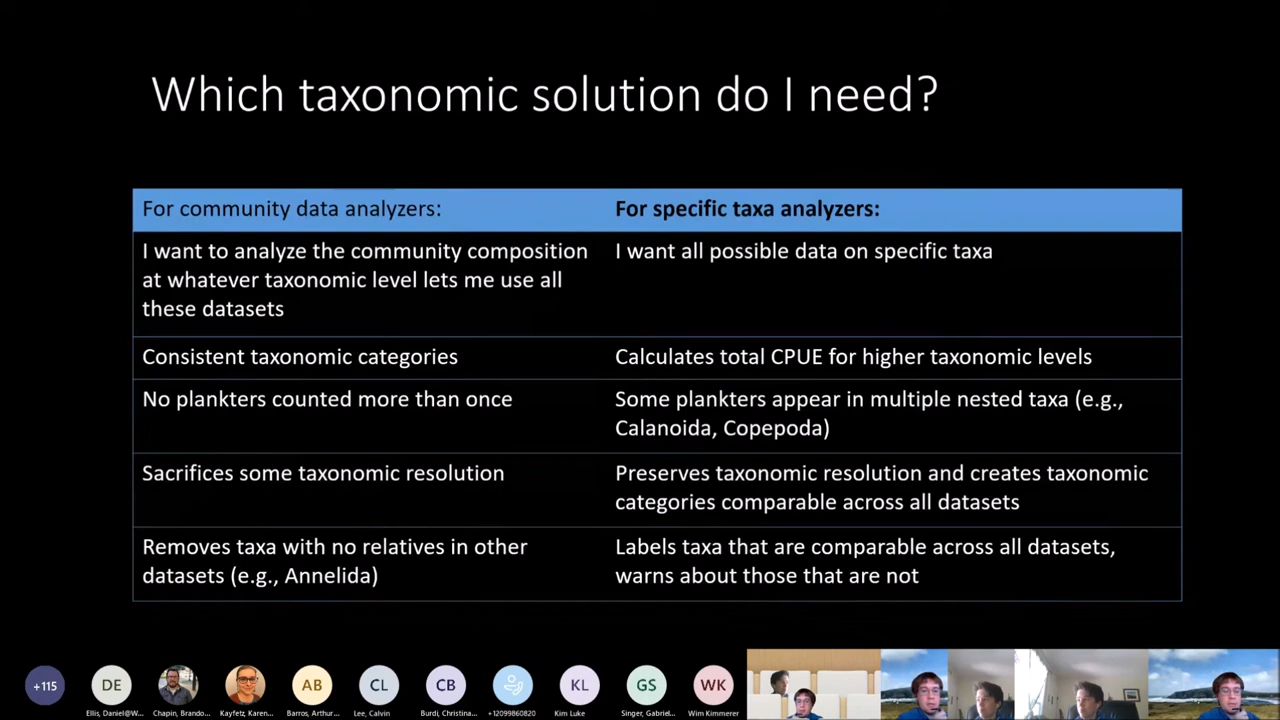 Which taxonomic solution do I need?
For community data analyzers:
For specific taxa analyzers:
I want to analyze the community composition
at whatever taxonomic level lets me use all
these datasets
I want all possible data on specific taxa
Consistent taxonomic categories
Calculates total CPUE for higher taxonomic levels
No plankters counted more than once
Some plankters appear in multiple nested taxa (e.g.,
Calanoida, Copepoda)
Sacrifices some taxonomic resolution
Preserves taxonomic resolution and creates taxonomic
categories comparable across all datasets
Removes taxa with no relatives in other
datasets (e.g., Annelida)
Labels taxa that are comparable across all datasets,
warns about those that are not
+115
DE
AB
CL
CB
KL
GS
WK
Ellis, Daniel@W...
Chapin, Brando...
Kayfetz, Karen...
Barros, Arthur...
Lee, Calvin
Burdi, Christina...
+12099860820
Kim Luke
Singer, Gabriel...
Wim Kimmerer